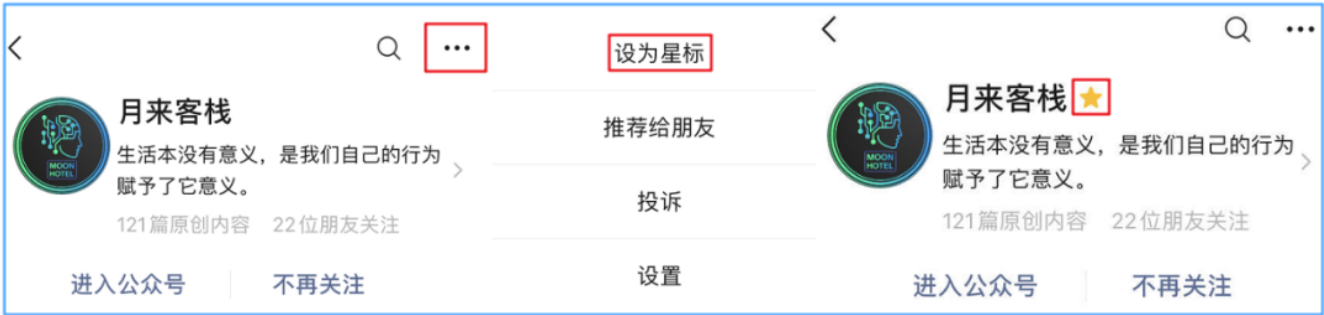 月来客栈
MOON
HOTEL
生活本没有意义，是我们自己的行为
赋予了它意义。
121篇原创内容 22位朋友关注
进入公众号 不再关注
设为星标
推荐给朋友
投诉
设置
月来客栈
MOON
HOTEL
生活本没有意义，是我们自己的行为
赋予了它意义。
121篇原创内容 22位朋友关注
进入公众号 不再关注